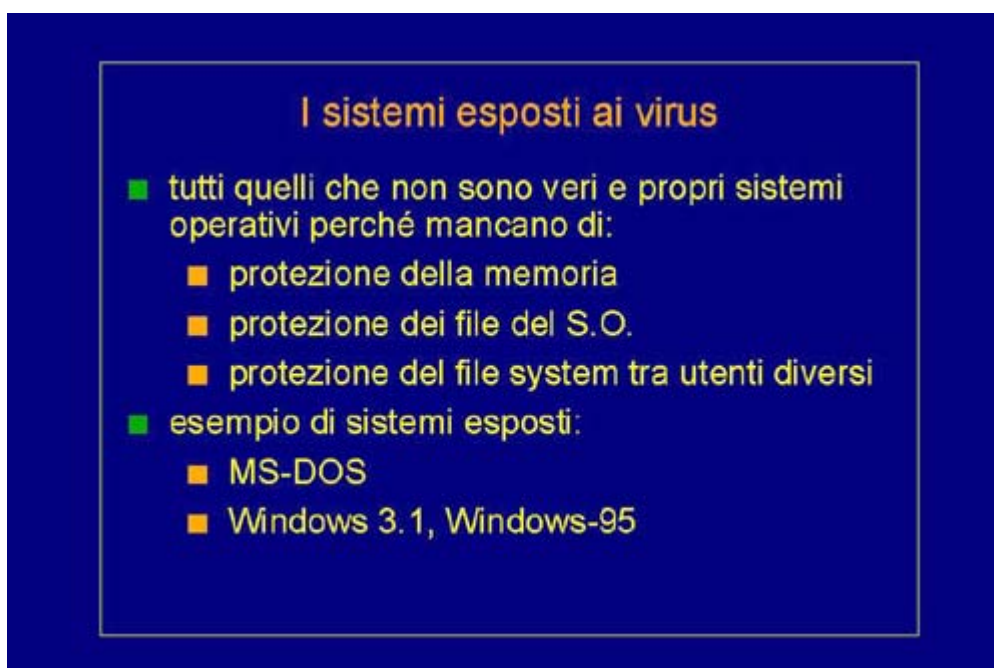 I sistemi esposti ai virus
tutti quelli che non sono veri e propri sistemi
operativi perché mancano di:
protezione della memoria
protezione dei file del S.O.
protezione del file system tra utenti diversi
esempio di sistemi esposti:
MS-DOS
Windows 3.1, Windows-95